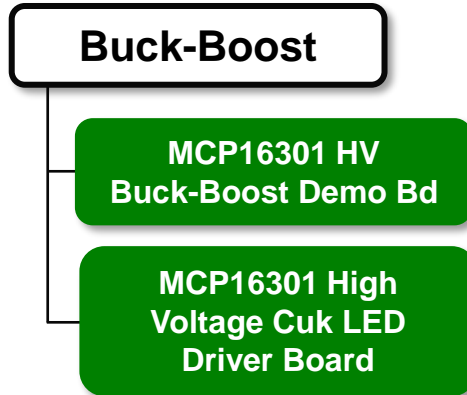 Buck-Boost
MCP16301 HV
Buck-Boost Demo Bd
MCP16301 High
Voltage Cuk LED
Driver Board